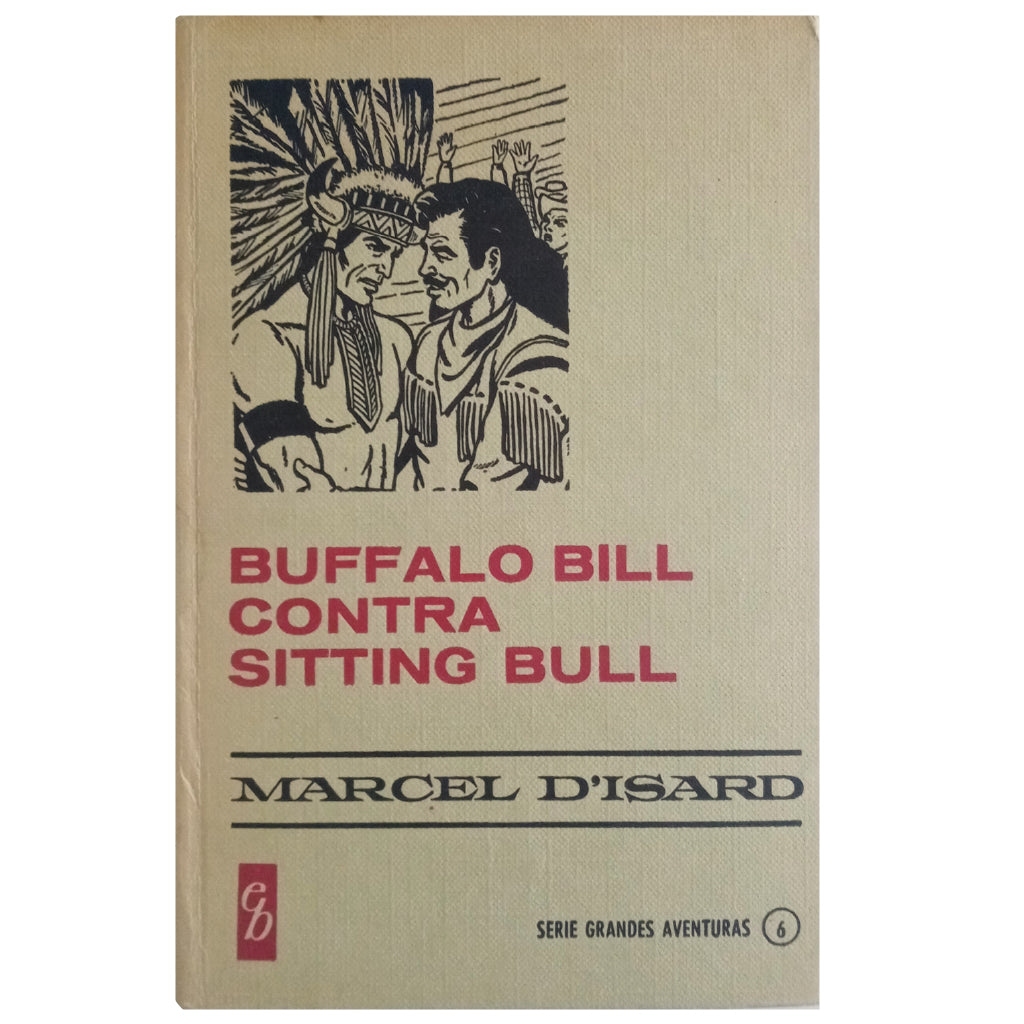 BUFFALO BILL
CONTRA
SITTING BULL
MARCEL D'ISARD
eb
SERIE GRANDES AVENTURAS 6